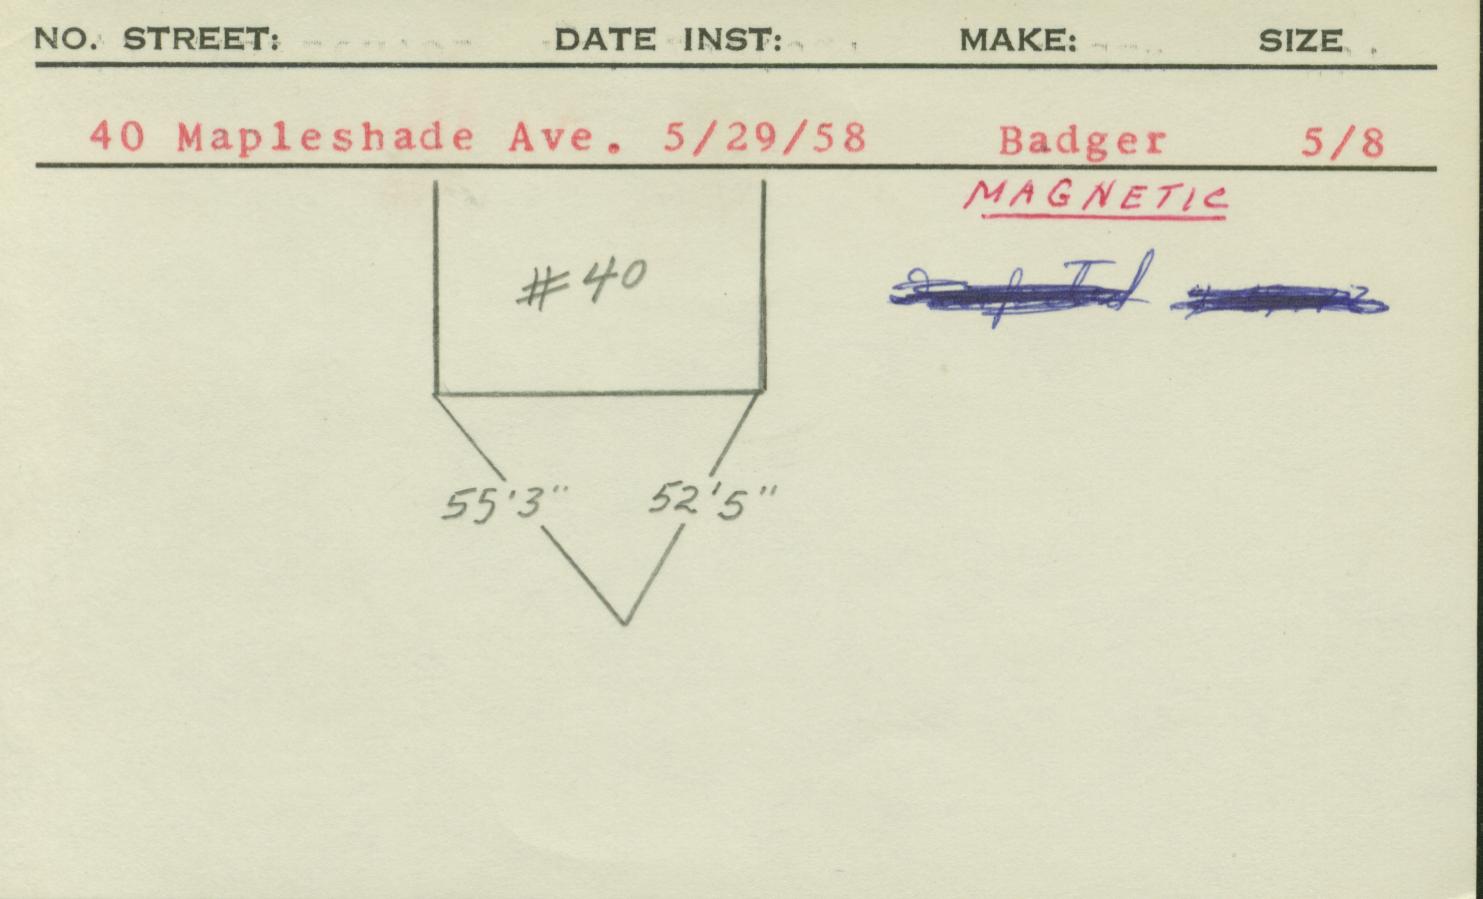 NO. STREET: DATE INST: MAKE: SIZE
40 Mapleshade Ave. 5/29/58 Badger 5/8
MAGNETIC
#40
55'3" 52'5"